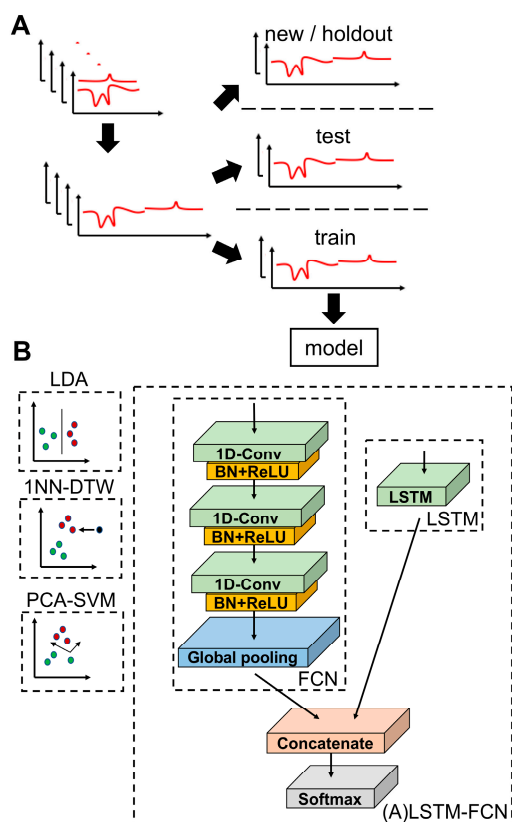 A
new / holdout
test
train
model
B
LDA
1NN-DTW
PCA-SVM
1D-Conv
BN+ReLU
1D-Conv
BN+ReLU
1D-Conv
BN+ReLU
Global pooling
FCN
LSTM
LSTM
Concatenate
Softmax
(A)LSTM-FCN